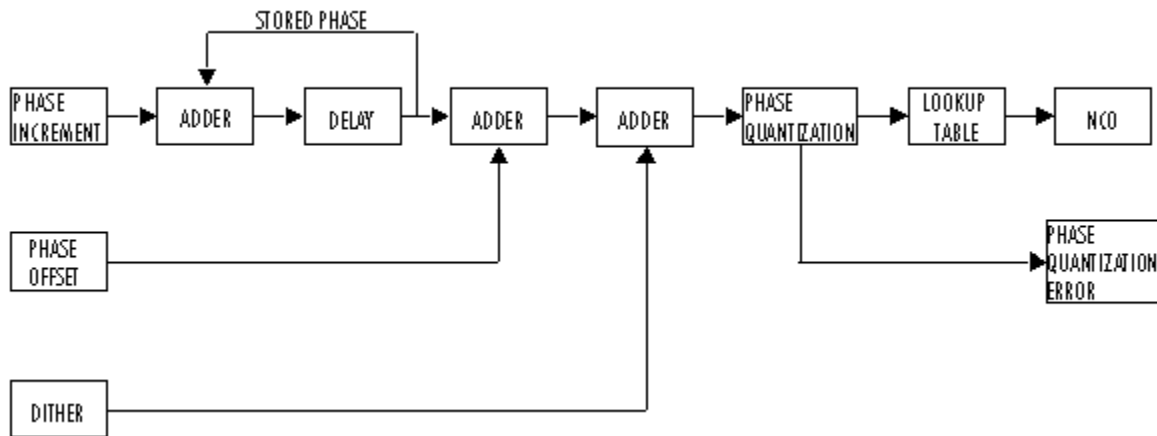 STORED PHASE
PHASE
INCREMENT
ADDER
DELAY
ADDER
ADDER
PHASE
QUANTIZATION
LOOKUP
TABLE
NCO
PHASE
OFFSET
PHASE
QUANTIZATION
ERROR
DITHER